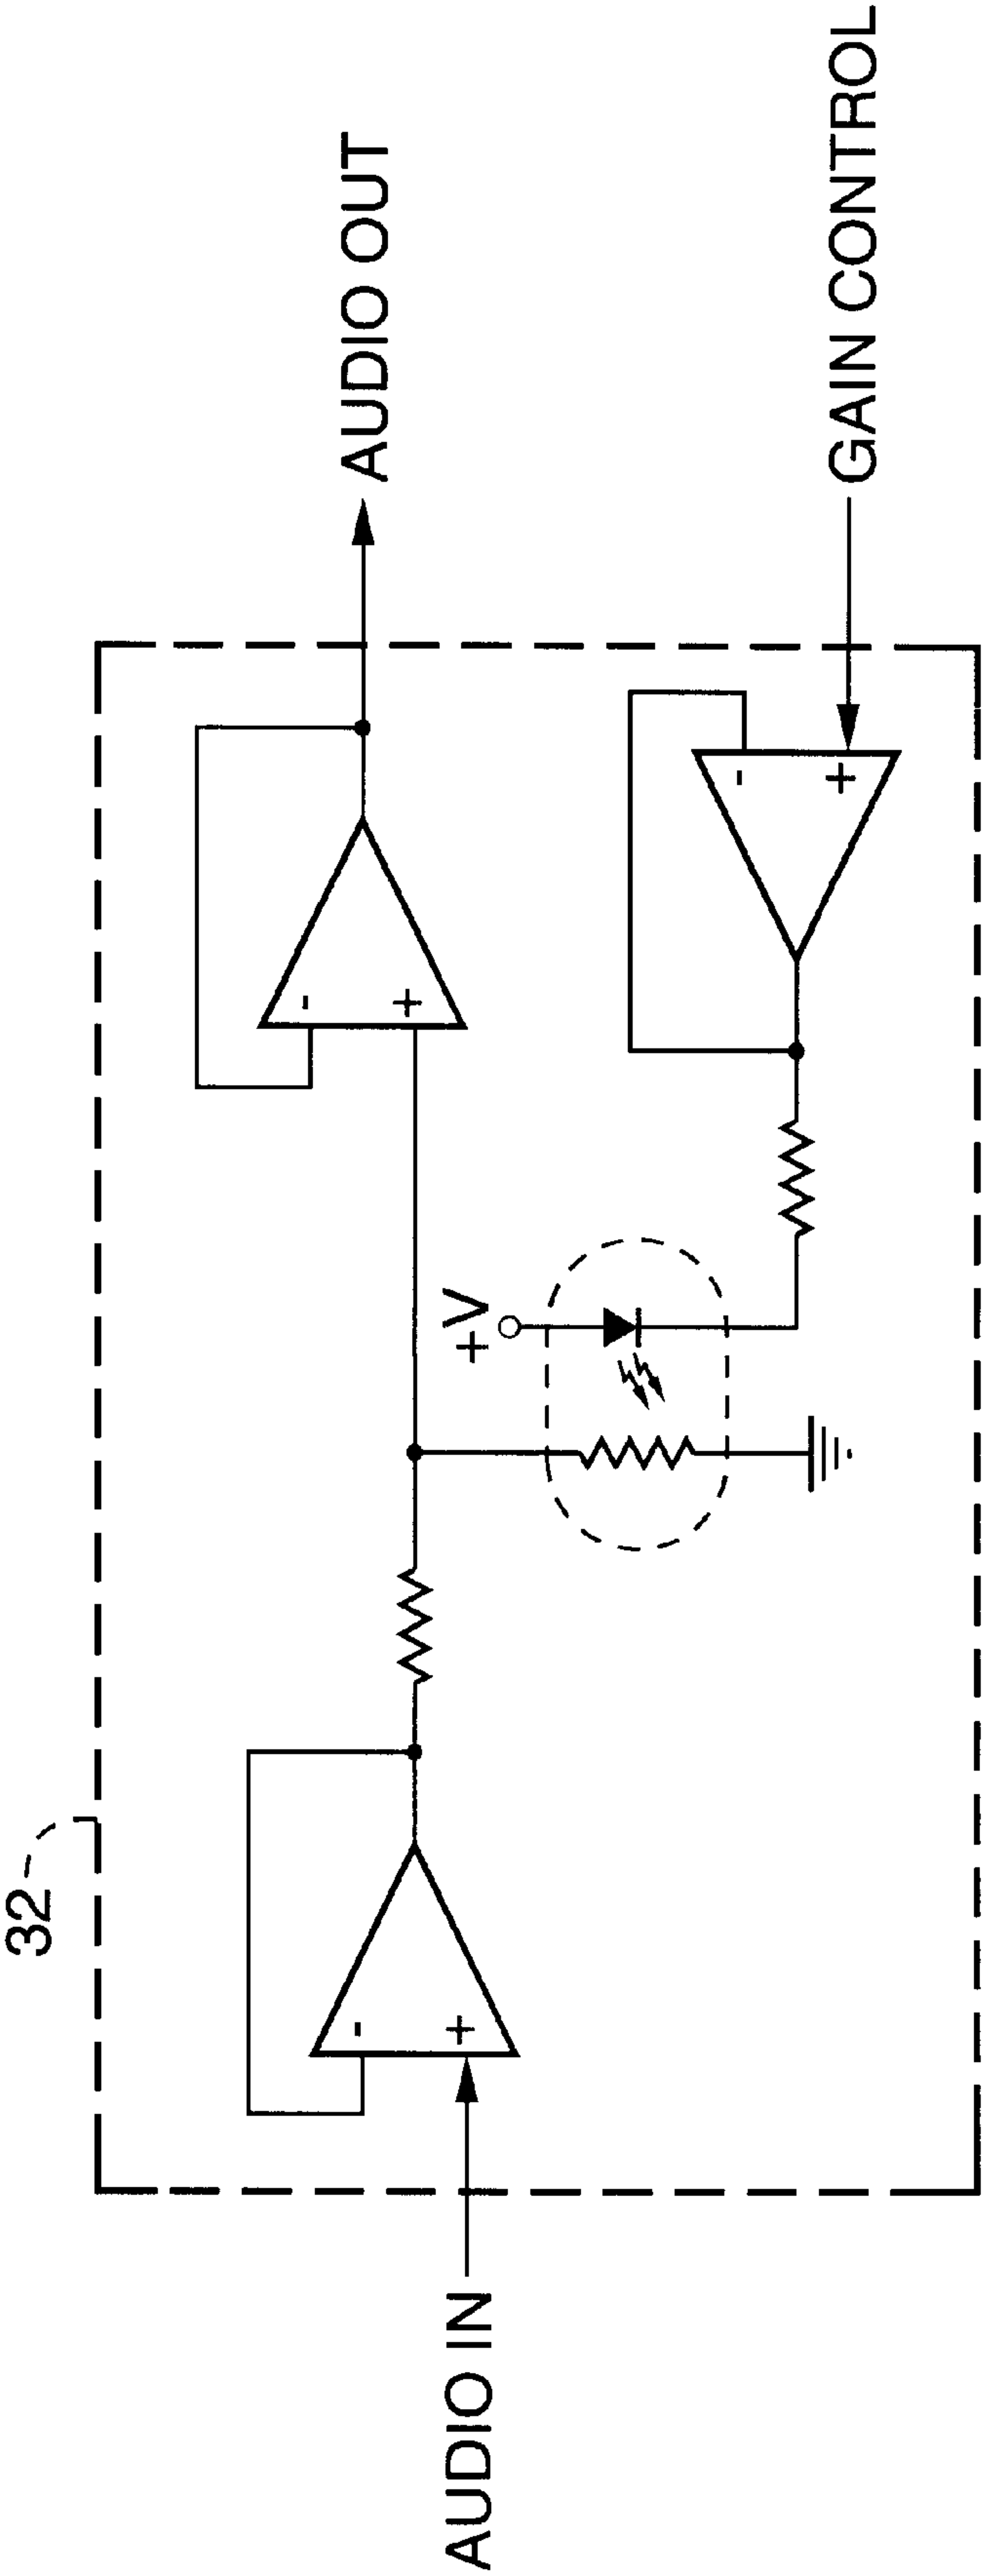 32
AUDIO IN
-
+
-
+
AUDIO OUT
+V
-
+
GAIN CONTROL